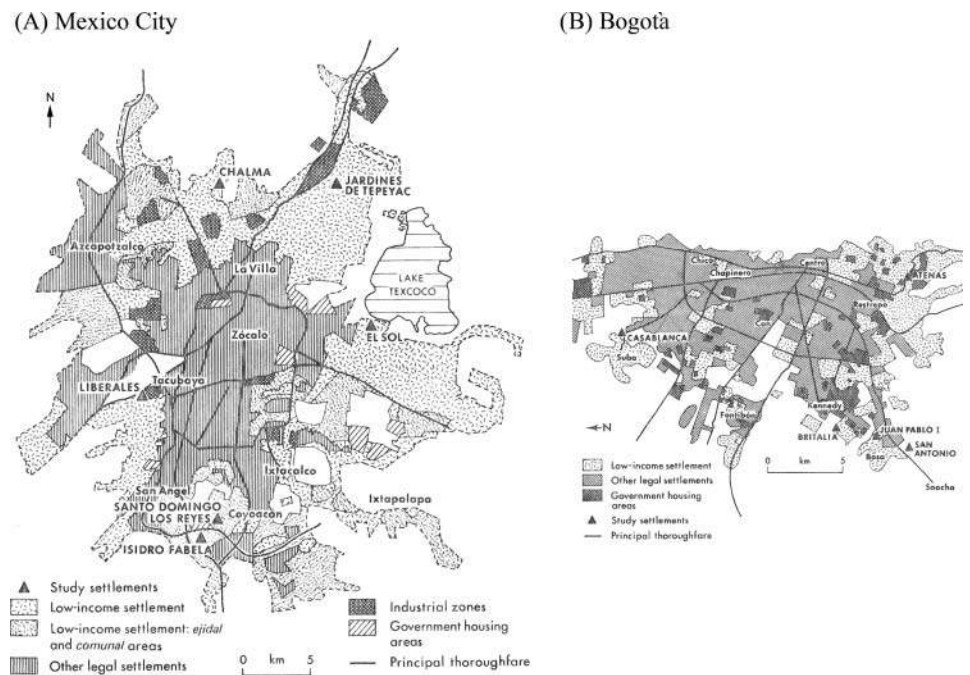 (A) Mexico City
N
CHALMA
JARDINES
DE TEPEYAC
Azcapotzalco
La Villa
LAKE
TEXCOCO
Zócalo
EL SOL
Tacubaya
LIBERALES
Ixtacalco
San Angel
Ixtapalapa
SANTO DOMINGO
LOS REYES
Coyoacán
ISIDRO FABELA
Study settlements
Low-income settlement
Low-income settlement: ejidal
and comunal areas
Other legal settlements
0 km 5
Industrial zones
Government housing
areas
Principal thoroughfare
(B) Bogotà
Chico
Chapinero
Centro
ATENAS
Restrepo
Can
CASABLANCA
Suba
Fontibón
Kennedy
BRITALIA
JUAN PABLO I
Bosa
SAN
ANTONIO
Soacha
N
Low-income settlement
Other legal settlements
Government housing
areas
Study settlements
Principal thoroughfare
0 km 5